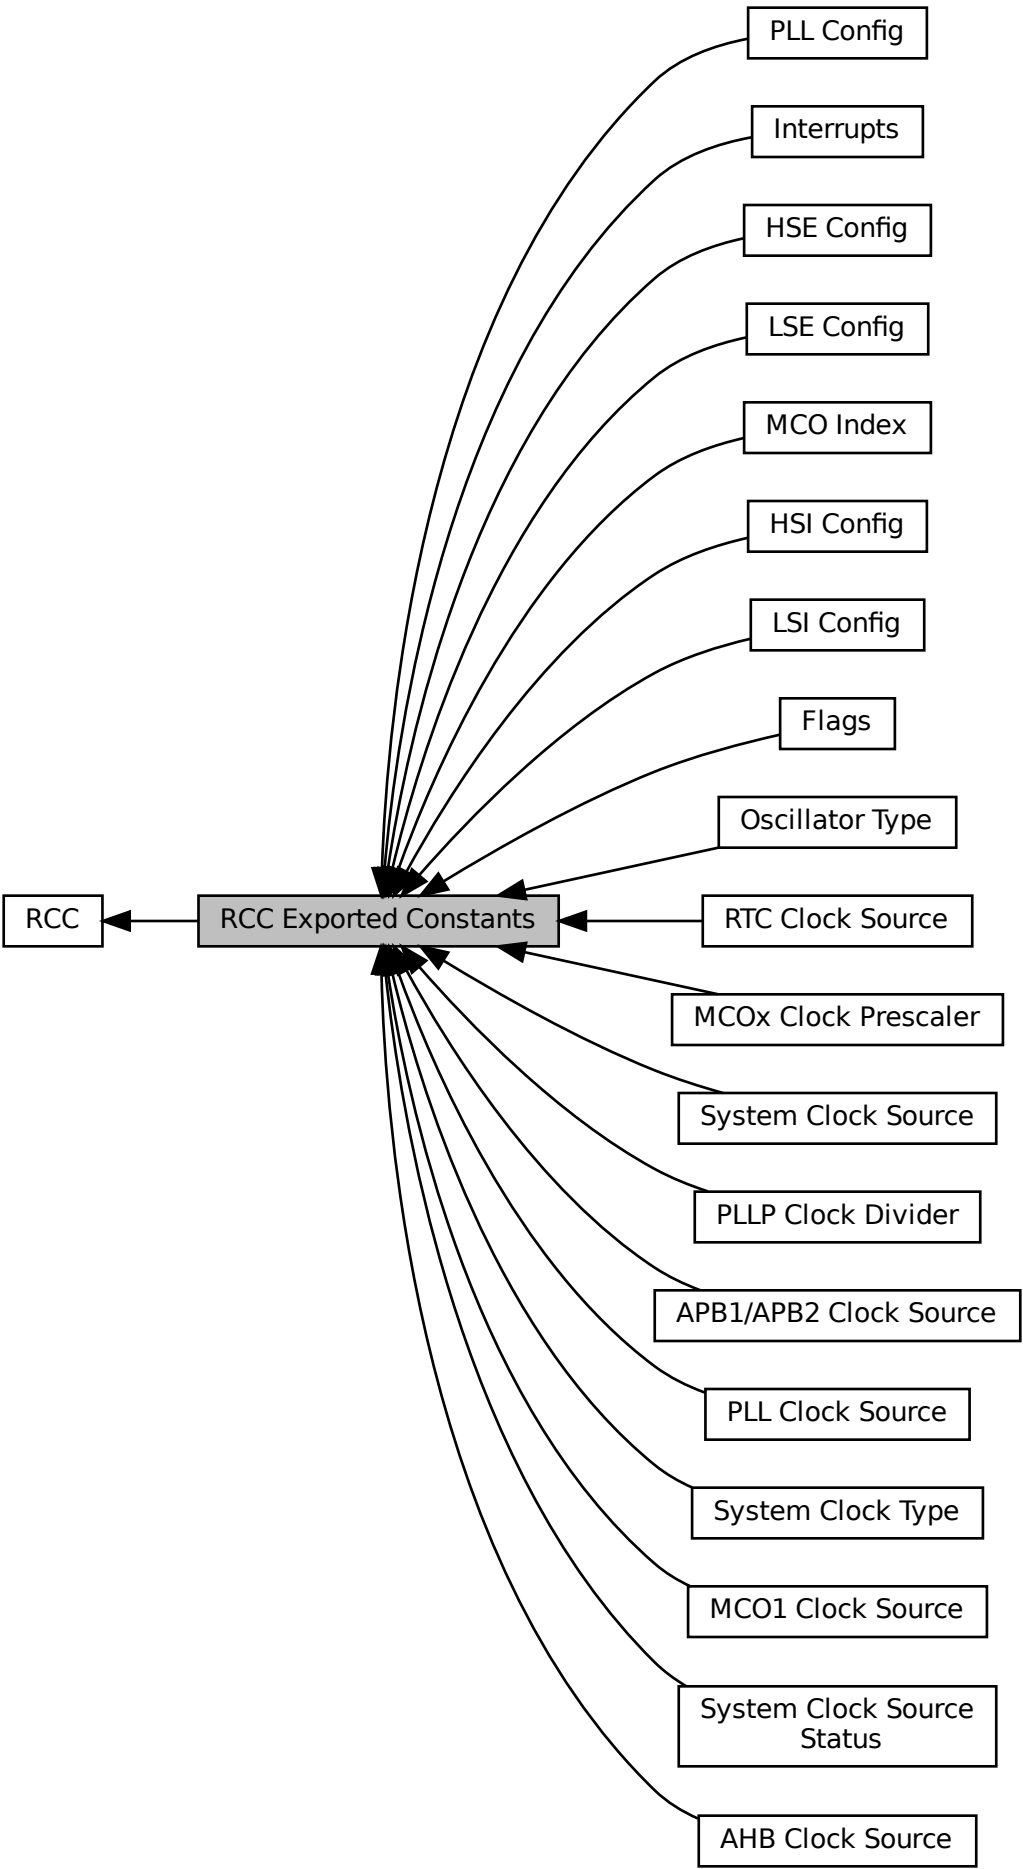 PLL Config
Interrupts
HSE Config
LSE Config
MCO Index
HSI Config
LSI Config
Flags
Oscillator Type
RCC
RCC Exported Constants
RTC Clock Source
MCOx Clock Prescaler
System Clock Source
PLLP Clock Divider
APB1/APB2 Clock Source
PLL Clock Source
System Clock Type
MCO1 Clock Source
System Clock Source
Status
AHB Clock Source